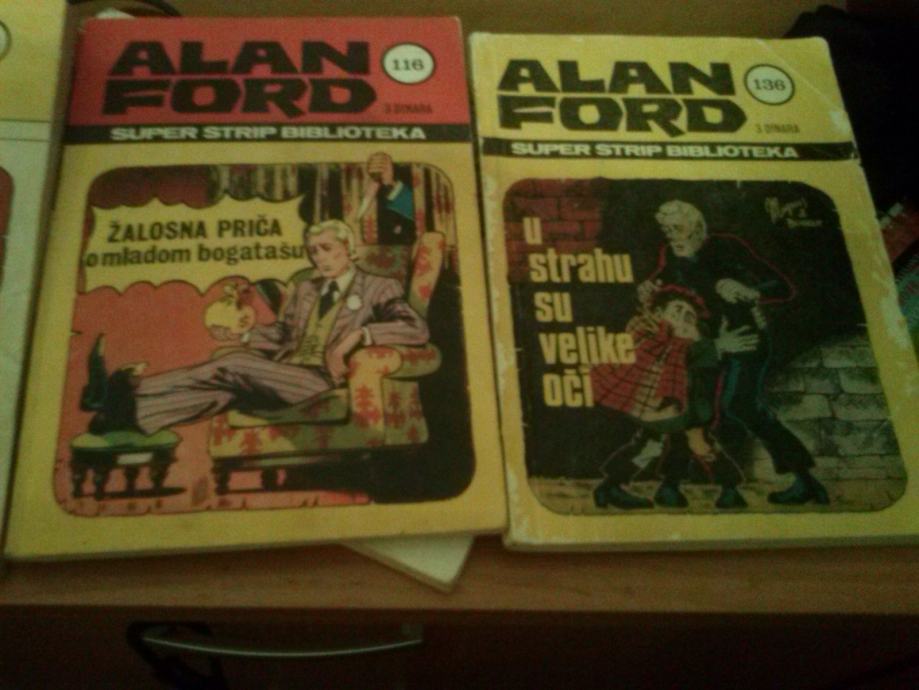 ALAN
FORD
116
3 DINARA
SUPER STRIP BIBLIOTEKA
ŽALOSNA PRIČA
o mladom bogatašu
ALAN
FORD
136
3 DINARA
SUPER STRIP BIBLIOTEKA
u
strahu
su
velike
oči